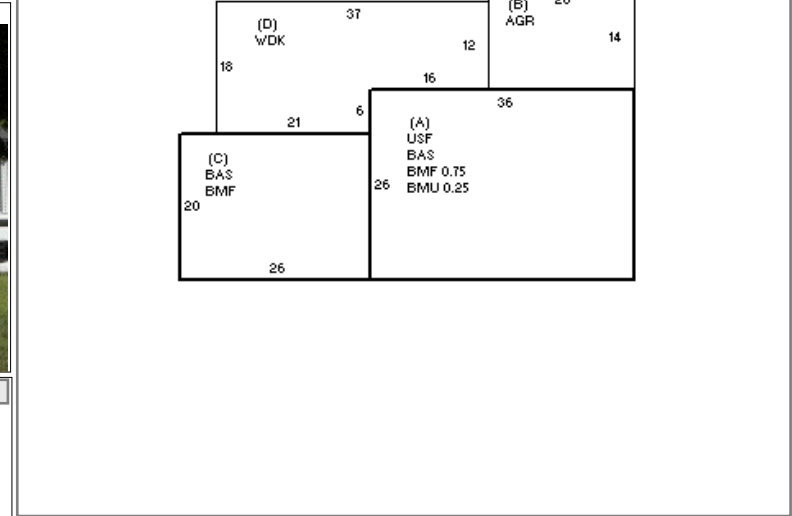 37
(D)
WDK
12
18
16
6
21
(B)
AGR
14
36
(A)
USF
BAS
BMF 0.75
BMU 0.25
26
(C)
BAS
BMF
20
26